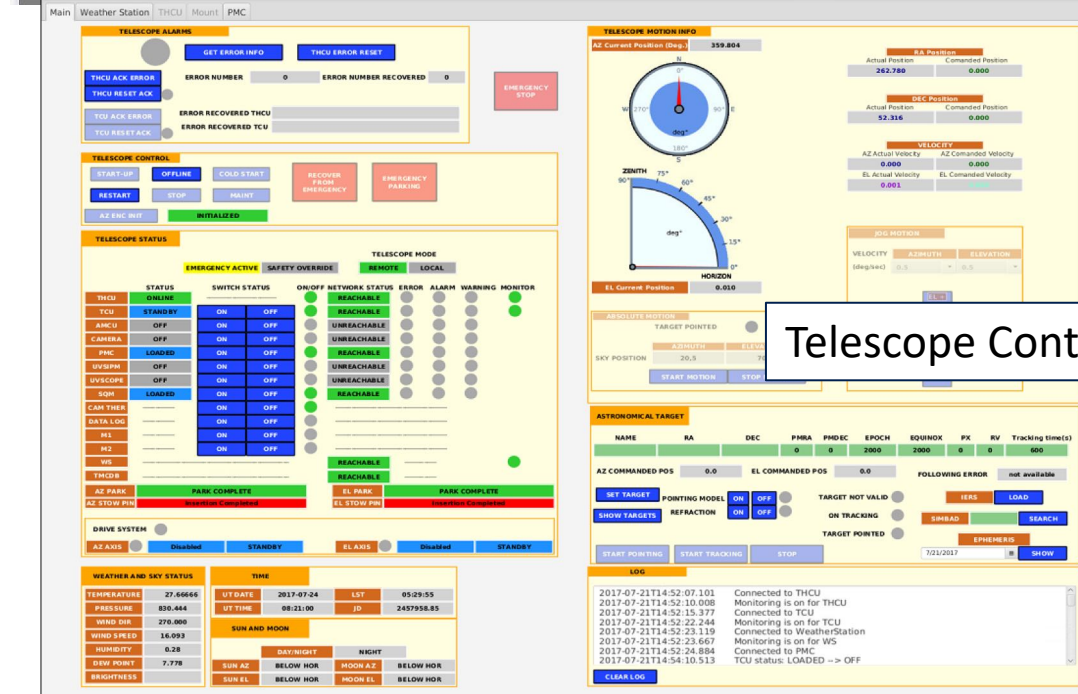 Main Weather Station THCU Mount PMC
TELESCOPE ALARMS
GET ERROR INFO THCU ERROR RESET
THCU ACK ERROR ERROR NUMBER 0 ERROR NUMBER RECOVERED 0
THCU RESET ACK
EMERGENCY STOP
TCU ACK ERROR ERROR RECOVERED THCU
TCU RESET ACK ERROR RECOVERED TCU
TELESCOPE CONTROL
START-UP OFFLINE COLD START
RECOVER FROM EMERGENCY
EMERGENCY PARKING
RESTART STOP MAINT
AZ ENC INIT INITIALIZED
TELESCOPE STATUS
TELESCOPE MODE
EMERGENCY ACTIVE SAFETY OVERRIDE REMOTE LOCAL
STATUS SWITCH STATUS ON/OFF NETWORK STATUS ERROR ALARM WARNING MONITOR
THCU ONLINE REACHABLE
TCU STANDBY ON OFF REACHABLE
AMCU OFF ON OFF UNREACHABLE
CAMERA OFF ON OFF UNREACHABLE
PMC LOADED ON OFF REACHABLE
UVSIPM OFF ON OFF UNREACHABLE
UVSCOPE OFF ON OFF UNREACHABLE
SQM LOADED ON OFF REACHABLE
CAM THER ON OFF
DATA LOG ON OFF
M1 ON OFF
M2 ON OFF
WS REACHABLE
TMCDB REACHABLE
AZ PARK PARK COMPLETE EL PARK PARK COMPLETE
AZ STOW PIN Insertion Completed EL STOW PIN Insertion Completed
DRIVE SYSTEM
AZ AXIS Disabled STANDBY EL AXIS Disabled STANDBY
WEATHER AND SKY STATUS
TEMPERATURE 27.66666
PRESSURE 830.444
WIND DIR 270.000
WIND SPEED 16.093
HUMIDITY 0.28
DEW POINT 7.778
BRIGHTNESS
TIME
UT DATE 2017-07-24 LST 05:29:55
UT TIME 08:21:00 JD 2457958.85
SUN AND MOON
DAY/NIGHT NIGHT
SUN AZ BELOW HOR MOON AZ BELOW HOR
SUN EL BELOW HOR MOON EL BELOW HOR
TELESCOPE MOTION INFO
AZ Current Position (Deg.) 359.804
N
0°
W 270° 90° E
deg°
180°
S
ZENITH
90° 75° 60° 45° 30° 15° 0°
deg°
HORIZON
EL Current Position 0.010
RA Position
Actual Position Comanded Position
262.780 0.000
DEC Position
Actual Position Comanded Position
52.316 0.000
VELOCITY
AZ Actual Velocity AZ Comanded Velocity
0.000 0.000
EL Actual Velocity EL Comanded Velocity
0.001
JOG MOTION
VELOCITY AZIMUTH ELEVATION
(deg/sec) 0.5 0.5
ABSOLUTE MOTION
TARGET POINTED
AZIMUTH
SKY POSITION 20,5
START MOTION STOP
Telescope Cont
ASTRONOMICAL TARGET
NAME RA DEC PMRA PMDEC EPOCH EQUINOX PX RV Tracking time(s)
0 0 2000 2000 0 0 600
AZ COMMANDED POS 0.0 EL COMMANDED POS 0.0 FOLLOWING ERROR not available
SET TARGET POINTING MODEL ON OFF TARGET NOT VALID IERS LOAD
SHOW TARGETS REFRACTION ON OFF ON TRACKING SIMBAD SEARCH
TARGET POINTED EPHEMERIS
START POINTING START TRACKING STOP 7/21/2017 SHOW
LOG
2017-07-21T14:52:07.101 Connected to THCU
2017-07-21T14:52:10.008 Monitoring is on for THCU
2017-07-21T14:52:15.377 Connected to TCU
2017-07-21T14:52:22.244 Monitoring is on for TCU
2017-07-21T14:52:23.119 Connected to WeatherStation
2017-07-21T14:52:23.667 Monitoring is on for WS
2017-07-21T14:52:24.884 Connected to PMC
2017-07-21T14:54:10.513 TCU status: LOADED --> OFF
CLEAR LOG